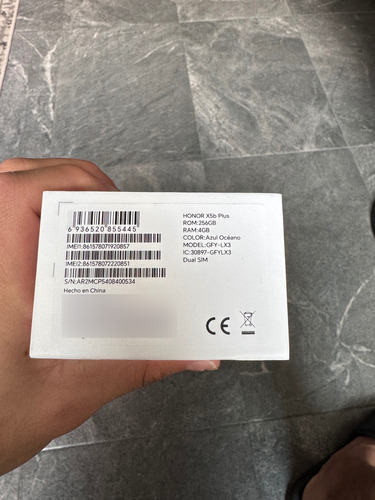 6 936520 855445
IMEI1:861578071920857
IMEI2:861578072220851
S/N:AR2MCP5408400534
Hecho en China
HONOR X5b Plus
ROM:256GB
RAM:4GB
COLOR:Azul Océano
MODEL:GFY-LX3
IC:30897-GFYLX3
Dual SIM
CE